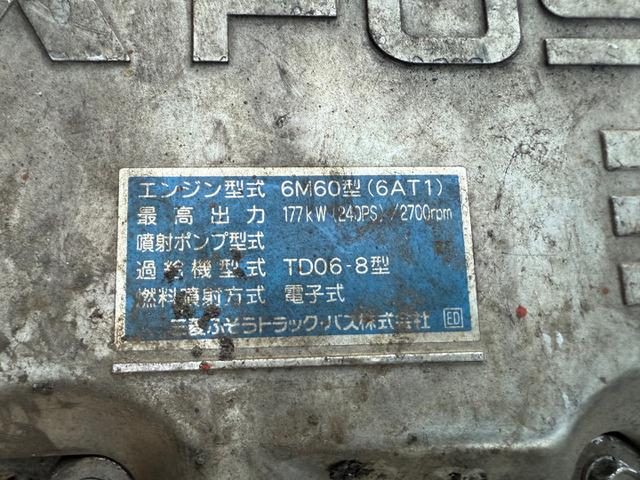 FUS
エンジン型式 6M60型(6AT1)
最高出力 177kW(240PS)/2700rpm
噴射ポンプ型式
過給機型式 TD06-8型
燃料噴射方式 電子式
三菱ふそうトラック・バス株式会社 ED